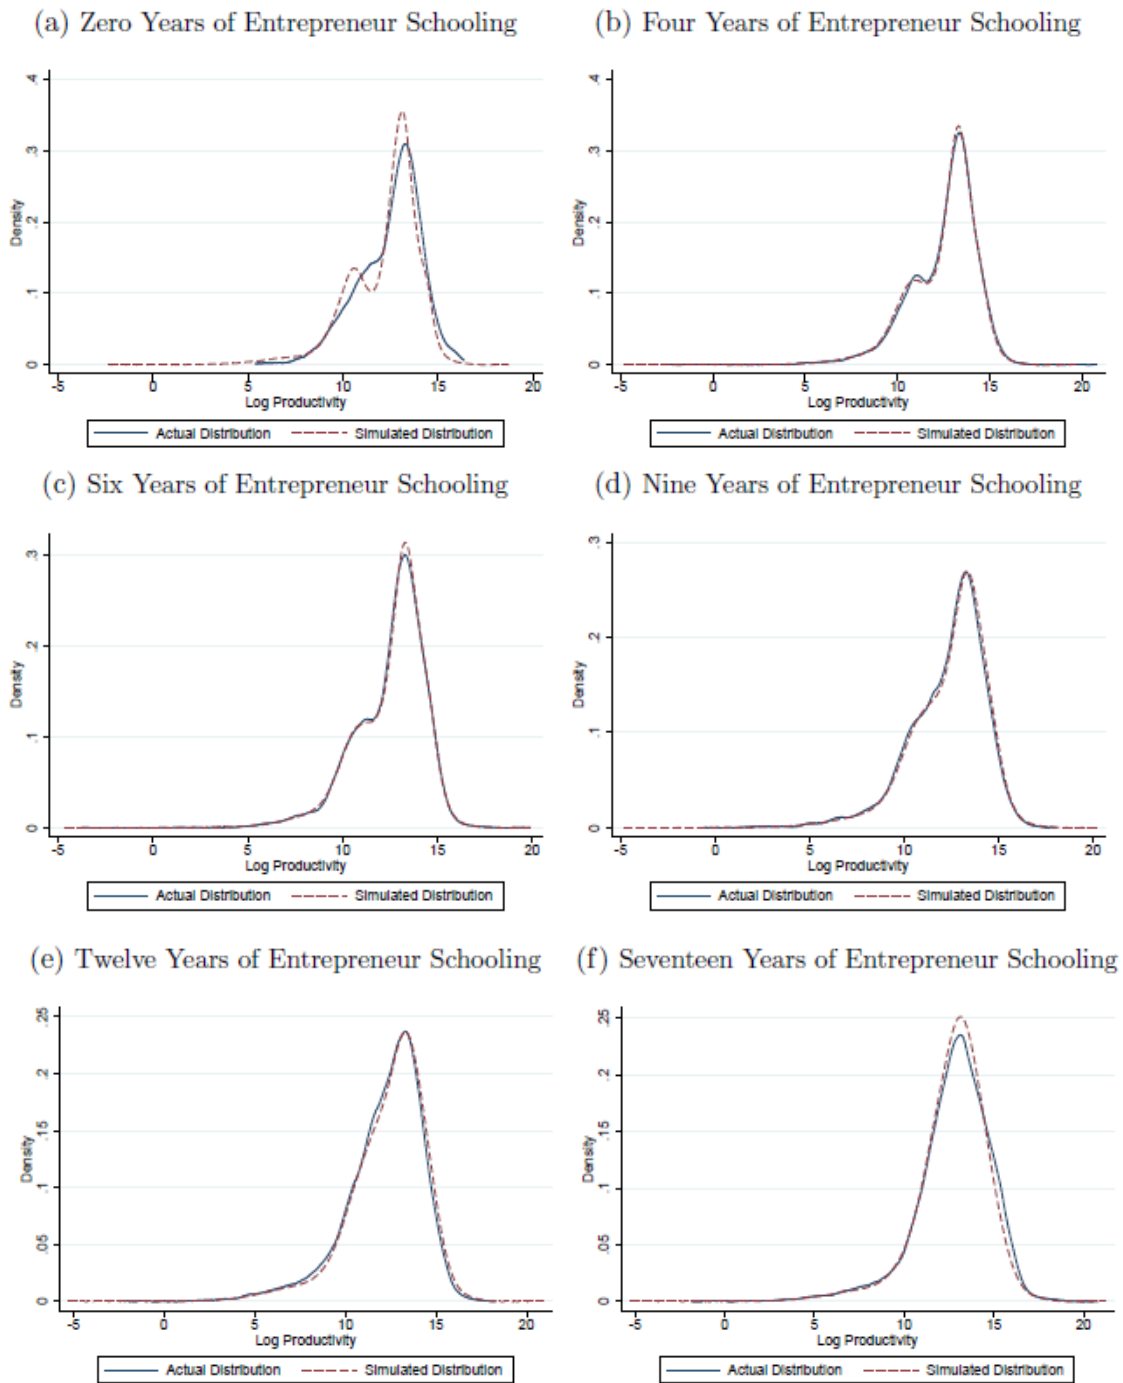 (a) Zero Years of Entrepreneur Schooling
(b) Four Years of Entrepreneur Schooling
.4
.3
.2
.1
0
Density
-5 0 5 10 15 20
Log Productivity
Actual Distribution Simulated Distribution
.4
.3
.2
.1
0
Density
-5 0 5 10 15 20
Log Productivity
Actual Distribution Simulated Distribution
(c) Six Years of Entrepreneur Schooling
(d) Nine Years of Entrepreneur Schooling
.3
.2
.1
0
Density
-5 0 5 10 15 20
Log Productivity
Actual Distribution Simulated Distribution
.3
.2
.1
0
Density
-5 0 5 10 15 20
Log Productivity
Actual Distribution Simulated Distribution
(e) Twelve Years of Entrepreneur Schooling
(f) Seventeen Years of Entrepreneur Schooling
.25
.2
.15
.1
.05
0
Density
-5 0 5 10 15 20
Log Productivity
Actual Distribution Simulated Distribution
.25
.2
.15
.1
.05
0
Density
-5 0 5 10 15 20
Log Productivity
Actual Distribution Simulated Distribution